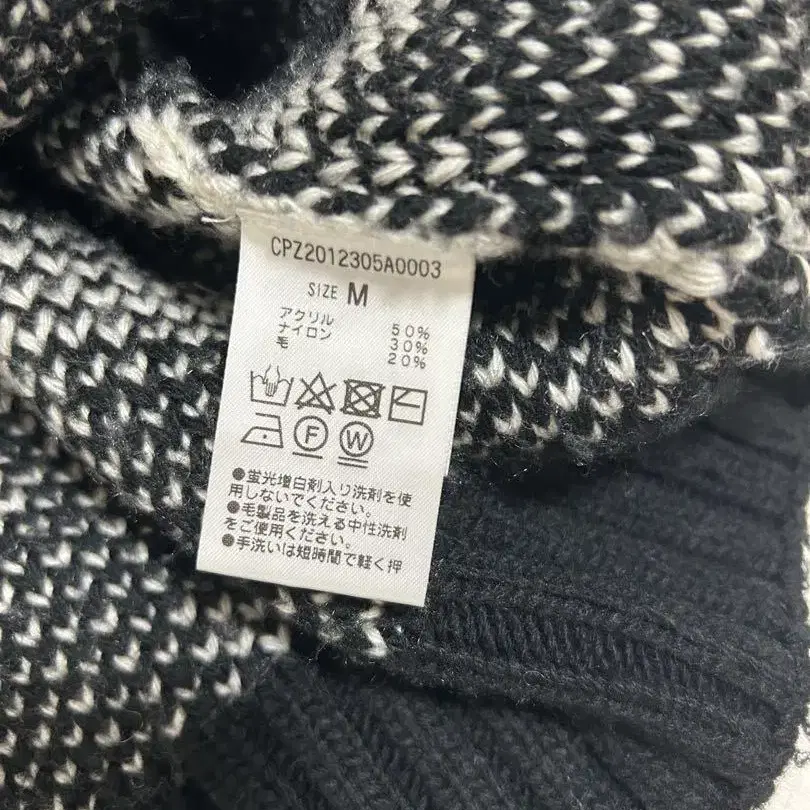 CPZ2012305A0003
SIZE M
アクリル 50%
ナイロン 30%
毛 20%
F W
●蛍光増白剤入り洗剤を使
用しないでください。
●毛製品を洗える中性洗剤
をご使用ください。
●手洗いは短時間で軽く押